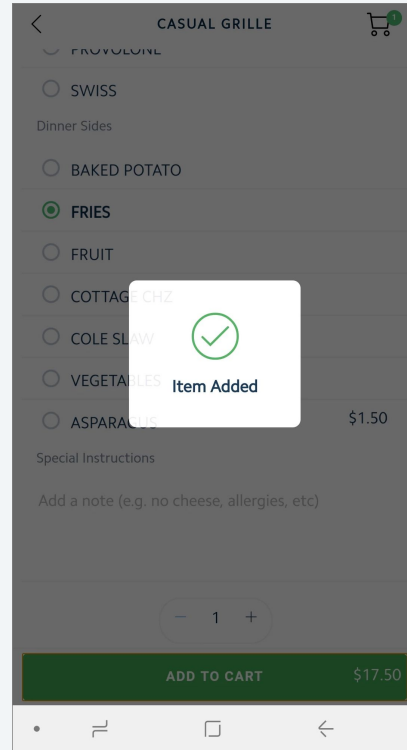 CASUAL GRILLE
1
PROVOLONE
SWISS
Dinner Sides
BAKED POTATO
FRIES
FRUIT
COTTAGE CHZ
COLE SLAW
VEGETABLES
Item Added
ASPARAGUS $1.50
Special Instructions
Add a note (e.g. no cheese, allergies, etc)
− 1 +
ADD TO CART $17.50